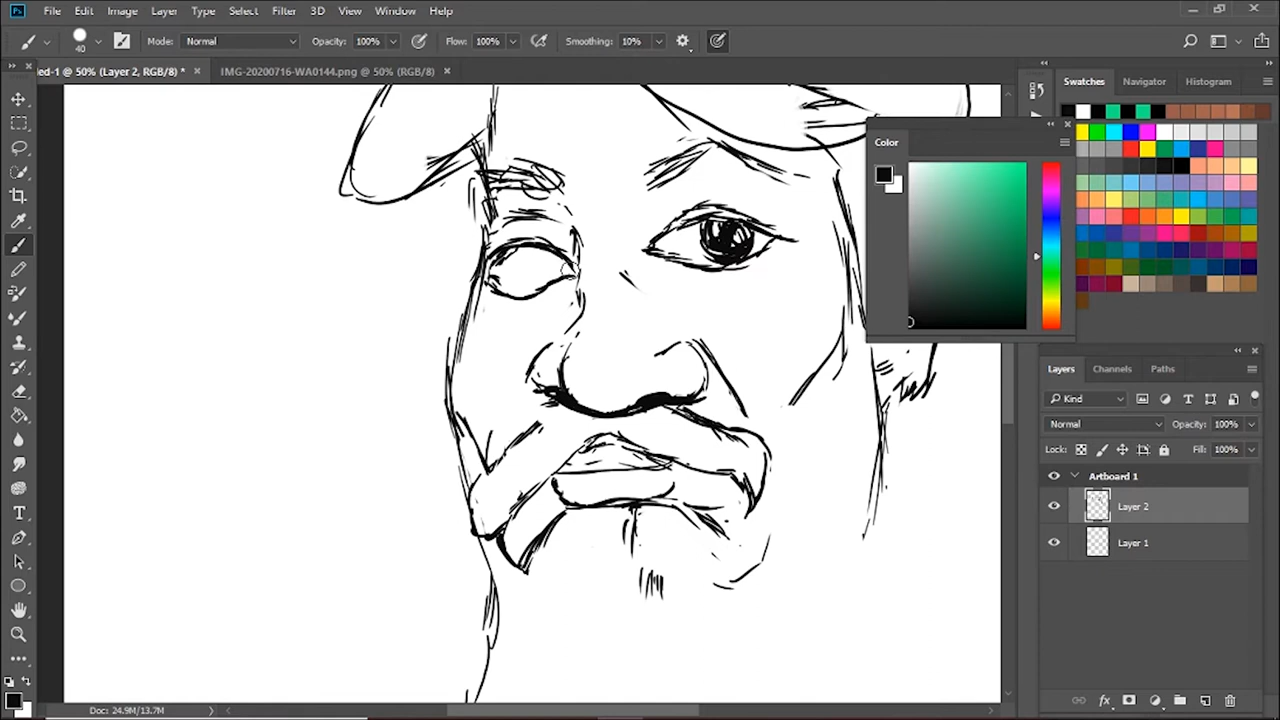 Ps File Edit Image Layer Type Select Filter 3D View Window Help
40 Mode: Normal Opacity: 100% Flow: 100% Smoothing: 10%
ed-1 @ 50% (Layer 2, RGB/8) * × IMG-20200716-WA0144.png @ 50% (RGB/8) ×
Swatches Navigator Histogram
Color
Layers Channels Paths
Kind
Normal Opacity: 100%
Lock: Fill: 100%
Artboard 1
Layer 2
Layer 1
Doc: 24.9M/13.7M